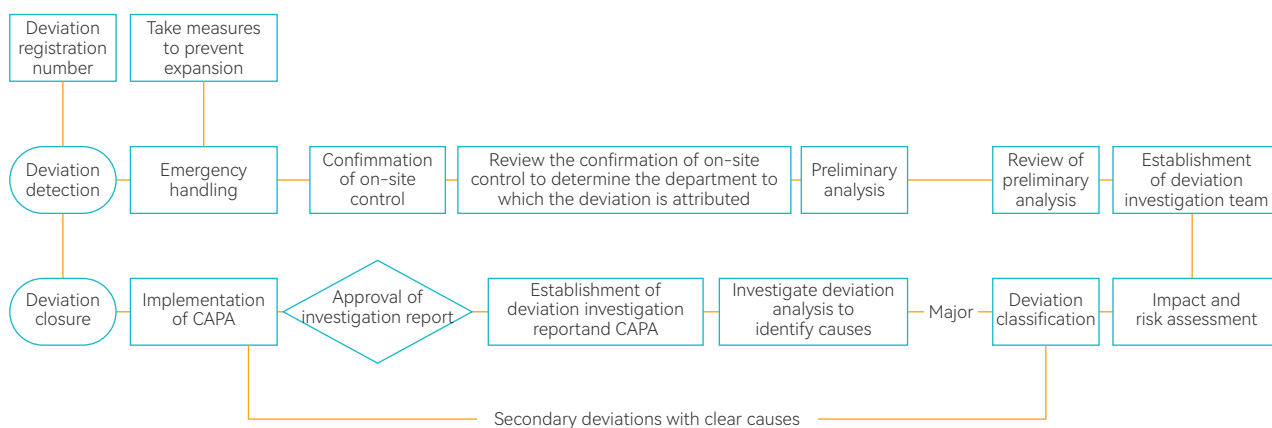 Deviation
registration
number
Take measures
to prevent
expansion
Deviation
detection
Emergency
handling
Confimmation
of on-site
control
Review the confirmation of on-site
control to determine the department to
which the deviation is attributed
Preliminary
analysis
Review of
preliminary
analysis
Establishment
of deviation
investigation team
Deviation
closure
Implementation
of CAPA
Approval of
investigation report
Establishment of
deviation investigation
reportand CAPA
Investigate deviation
analysis to
identify causes
Major
Deviation
classification
Impact and
risk assessment
Secondary deviations with clear causes